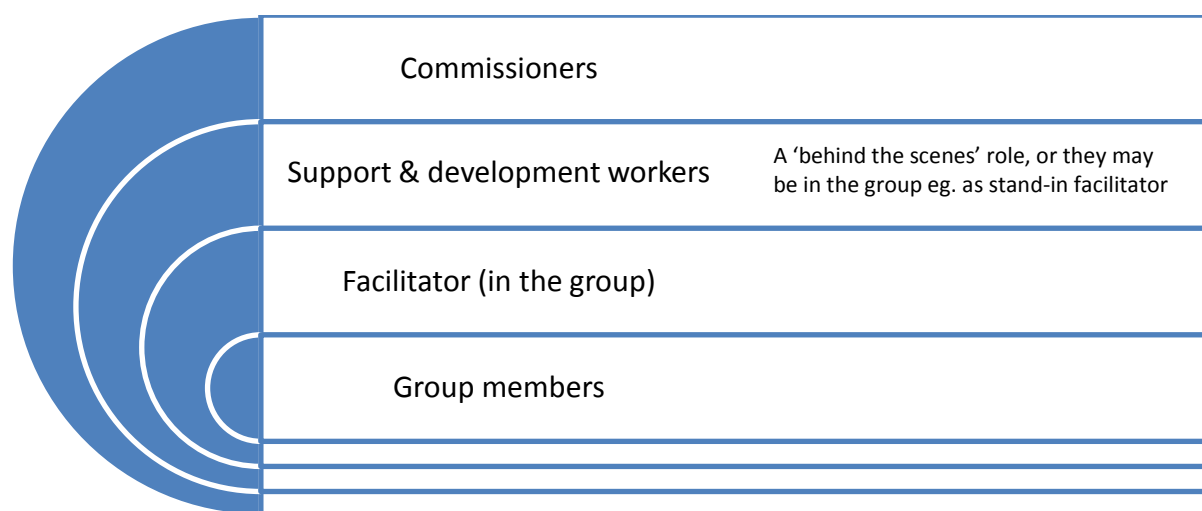 Commissioners
Support & development workers
A ‘behind the scenes’ role, or they may
be in the group eg. as stand-in facilitator
Facilitator (in the group)
Group members